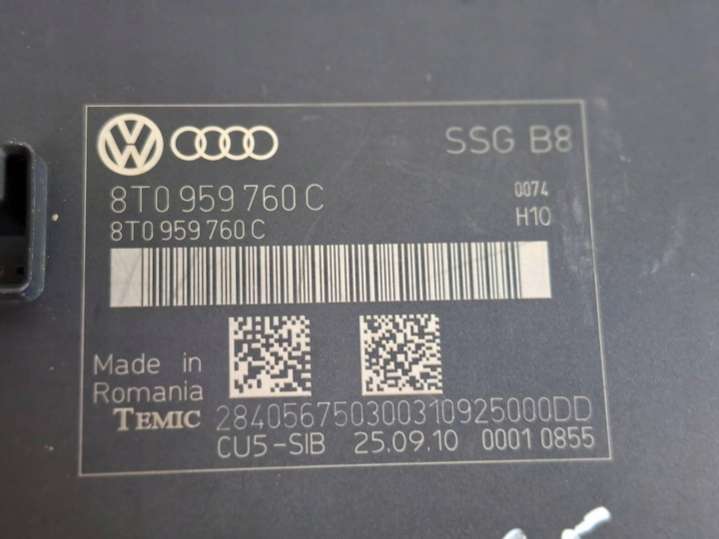 SSG B8
8T0 959 760 C
0074
8T0 959 760 C
H10
Made in
Romania
TEMIC 284056750300310925000DD
CU5-SIB 25.09.10 0001 0855